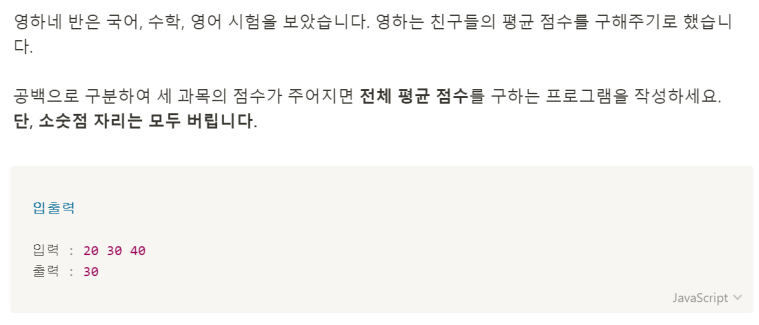 영하네 반은 국어, 수학, 영어 시험을 보았습니다. 영하는 친구들의 평균 점수를 구해주기로 했습니
다.
공백으로 구분하여 세 과목의 점수가 주어지면 전체 평균 점수를 구하는 프로그램을 작성하세요.
단, 소숫점 자리는 모두 버립니다.
입출력
입력 : 20 30 40
출력 : 30
JavaScript